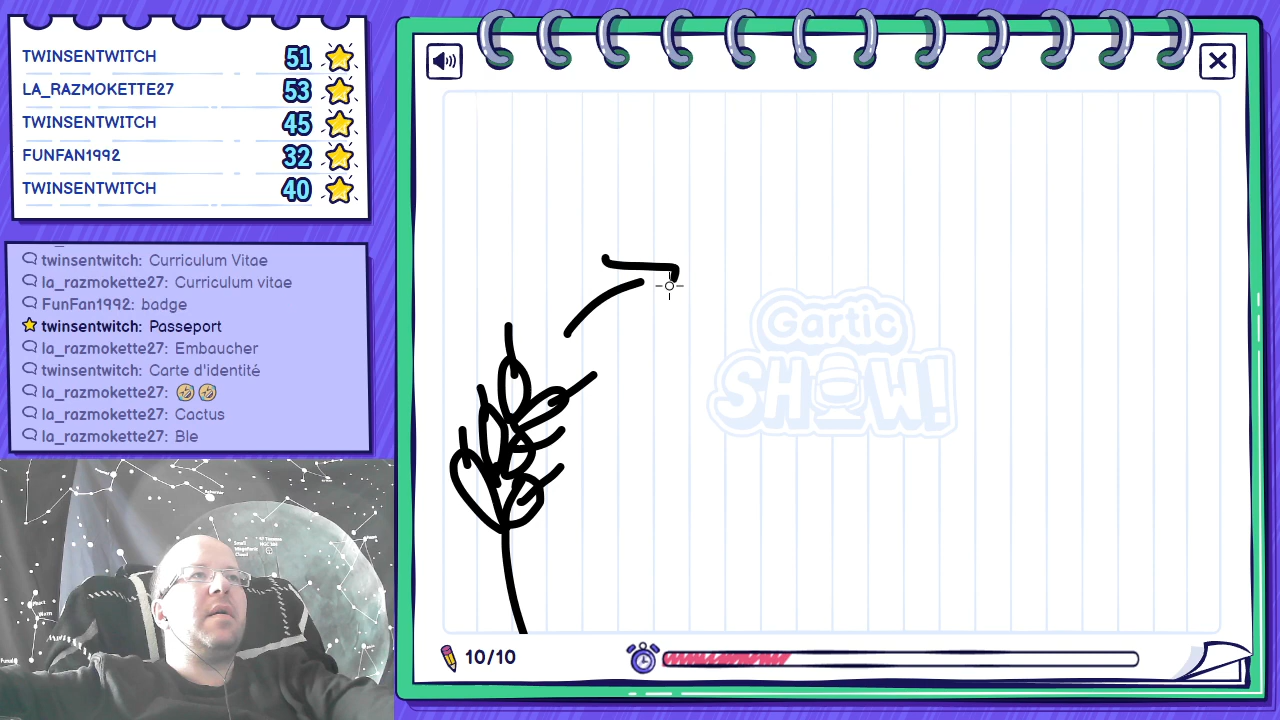 TWINSENTWITCH 51
LA_RAZMOKETTE27 53
TWINSENTWITCH 45
FUNFAN1992 32
TWINSENTWITCH 40
twinsentwitch: Curriculum Vitae
la_razmokette27: Curriculum vitae
FunFan1992: badge
twinsentwitch: Passeport
la_razmokette27: Embaucher
twinsentwitch: Carte d'identité
la_razmokette27: 🤣🤣
la_razmokette27: Cactus
la_razmokette27: Ble
Gartic
SHOW!
10/10